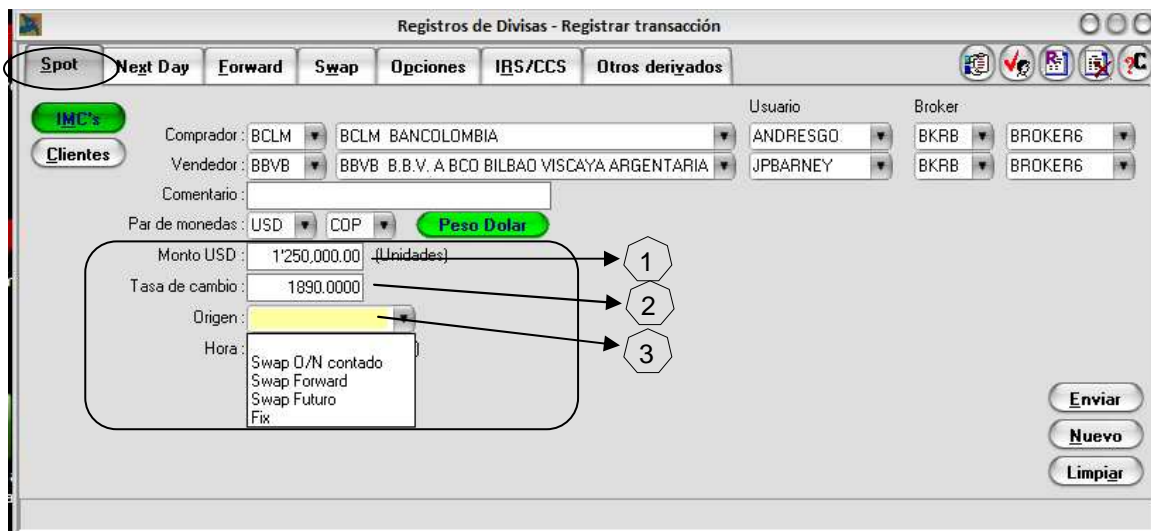 Registros de Divisas - Registrar transacción
Spot Next Day Forward Swap Opciones IRS/CCS Otros derivados
Usuario Broker
IMC's
Comprador : BCLM BCLM BANCOLOMBIA ANDRESGO BKRB BROKER6
Clientes
Vendedor : BBVB BBVB B.B.V. A BCO BILBAO VISCAYA ARGENTARIA JPBARNEY BKRB BROKER6
Comentario :
Par de monedas : USD COP Peso Dolar
Monto USD : 1'250,000.00 (Unidades) 1
Tasa de cambio : 1890.0000 2
Origen :
Hora : 3
Swap O/N contado
Swap Forward
Swap Futuro
Fix
Enviar
Nuevo
Limpiar